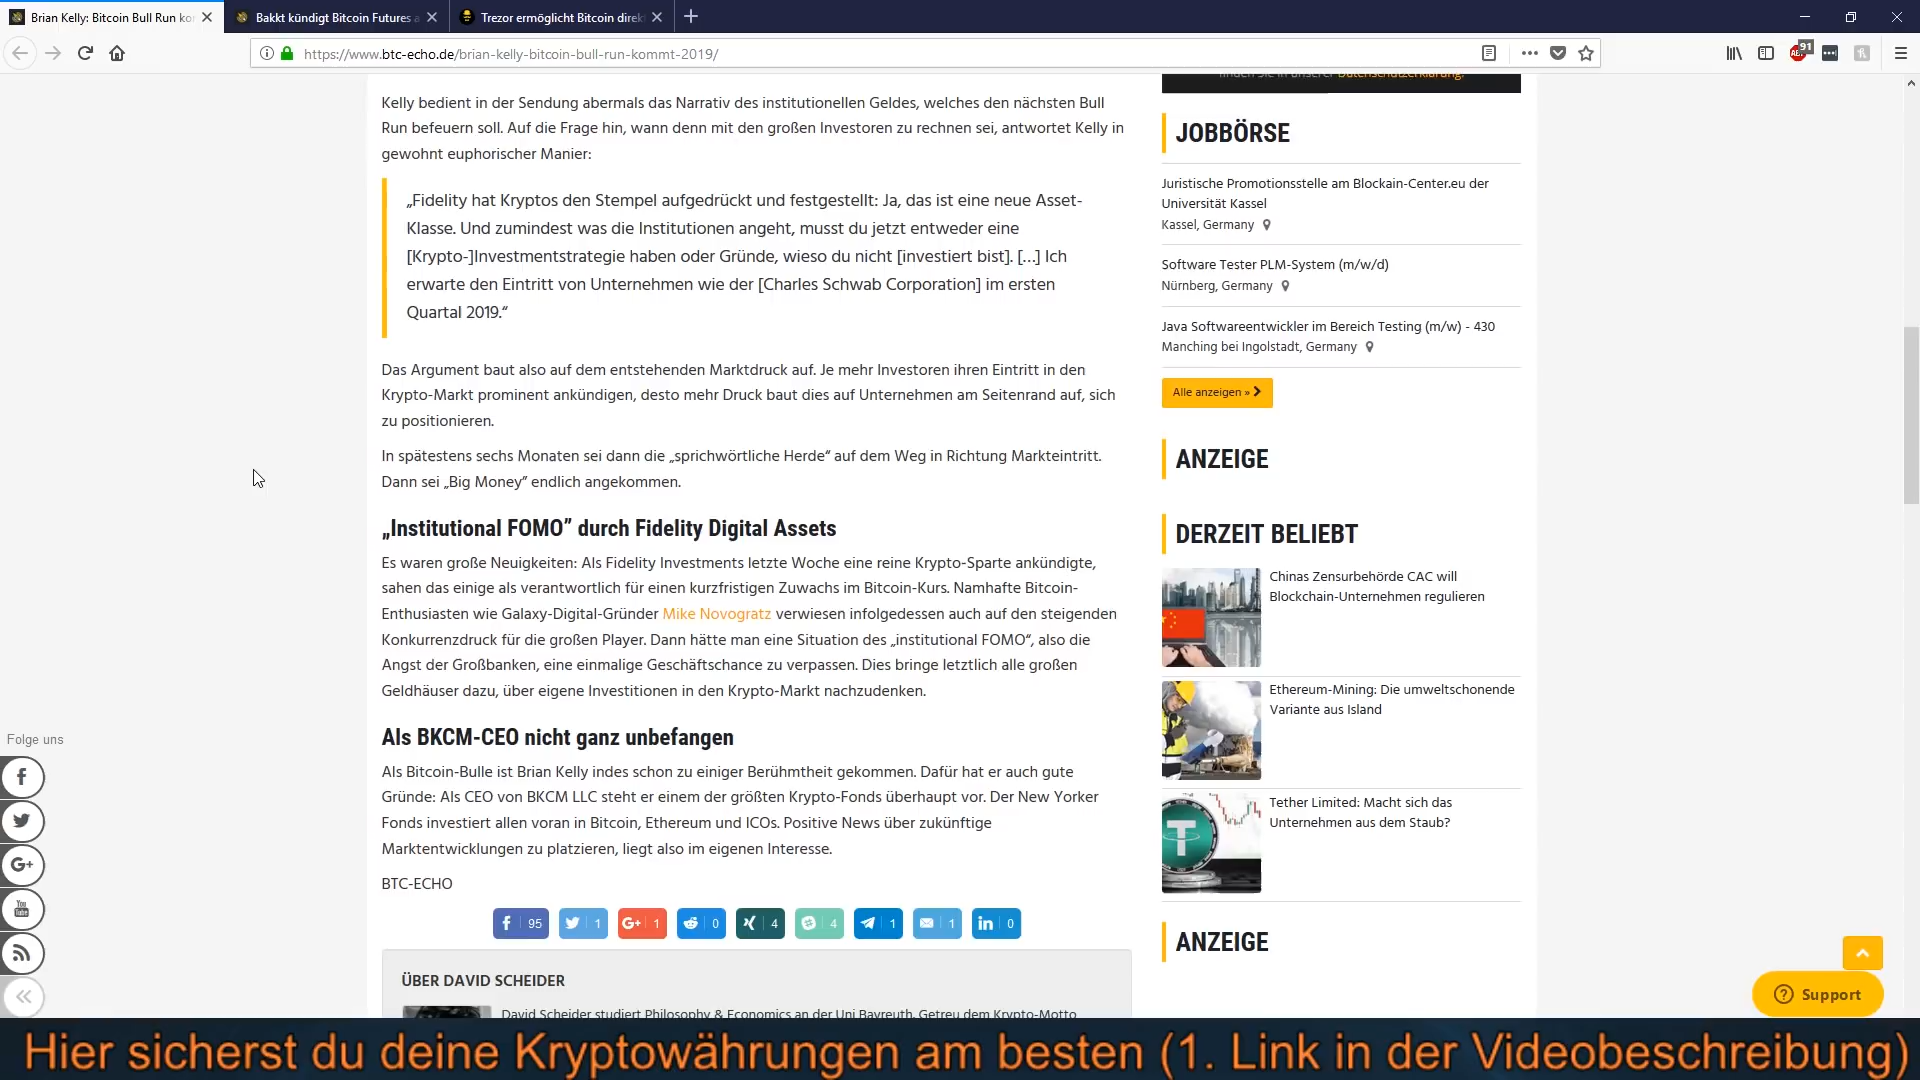 Brian Kelly: Bitcoin Bull Run ko
Bakkt kündigt Bitcoin Futures a
Trezor ermöglicht Bitcoin direk
https://www.btc-echo.de/brian-kelly-bitcoin-bull-run-kommt-2019/
91
Kelly bedient in der Sendung abermals das Narrativ des institutionellen Geldes, welches den nächsten Bull
Run befeuern soll. Auf die Frage hin, wann denn mit den großen Investoren zu rechnen sei, antwortet Kelly in
gewohnt euphorischer Manier:
„Fidelity hat Kryptos den Stempel aufgedrückt und festgestellt: Ja, das ist eine neue Asset-
Klasse. Und zumindest was die Institutionen angeht, musst du jetzt entweder eine
[Krypto-]Investmentstrategie haben oder Gründe, wieso du nicht [investiert bist]. […] Ich
erwarte den Eintritt von Unternehmen wie der [Charles Schwab Corporation] im ersten
Quartal 2019.“
Das Argument baut also auf dem entstehenden Marktdruck auf. Je mehr Investoren ihren Eintritt in den
Krypto-Markt prominent ankündigen, desto mehr Druck baut dies auf Unternehmen am Seitenrand auf, sich
zu positionieren.
In spätestens sechs Monaten sei dann die „sprichwörtliche Herde“ auf dem Weg in Richtung Markteintritt.
Dann sei „Big Money” endlich angekommen.
„Institutional FOMO” durch Fidelity Digital Assets
Es waren große Neuigkeiten: Als Fidelity Investments letzte Woche eine reine Krypto-Sparte ankündigte,
sahen das einige als verantwortlich für einen kurzfristigen Zuwachs im Bitcoin-Kurs. Namhafte Bitcoin-
Enthusiasten wie Galaxy-Digital-Gründer Mike Novogratz verwiesen infolgedessen auch auf den steigenden
Konkurrenzdruck für die großen Player. Dann hätte man eine Situation des „institutional FOMO“, also die
Angst der Großbanken, eine einmalige Geschäftschance zu verpassen. Dies bringe letztlich alle großen
Geldhäuser dazu, über eigene Investitionen in den Krypto-Markt nachzudenken.
Als BKCM-CEO nicht ganz unbefangen
Als Bitcoin-Bulle ist Brian Kelly indes schon zu einiger Berühmtheit gekommen. Dafür hat er auch gute
Gründe: Als CEO von BKCM LLC steht er einem der größten Krypto-Fonds überhaupt vor. Der New Yorker
Fonds investiert allen voran in Bitcoin, Ethereum und ICOs. Positive News über zukünftige
Marktentwicklungen zu platzieren, liegt also im eigenen Interesse.
BTC-ECHO
95 1 1 0 4 4 1 1 0
ÜBER DAVID SCHEIDER
David Scheider studiert Philosophy & Economics an der Uni Bayreuth. Getreu dem Krypto-Motto
finden Sie in unserer Datenschutzerklärung.
JOBBÖRSE
Juristische Promotionsstelle am Blockain-Center.eu der
Universität Kassel
Kassel, Germany
Software Tester PLM-System (m/w/d)
Nürnberg, Germany
Java Softwareentwickler im Bereich Testing (m/w) - 430
Manching bei Ingolstadt, Germany
Alle anzeigen »
ANZEIGE
DERZEIT BELIEBT
Chinas Zensurbehörde CAC will
Blockchain-Unternehmen regulieren
Ethereum-Mining: Die umweltschonende
Variante aus Island
Tether Limited: Macht sich das
Unternehmen aus dem Staub?
ANZEIGE
Folge uns
Support
Hier sicherst du deine Kryptowährungen am besten (1. Link in der Videobeschreibung)